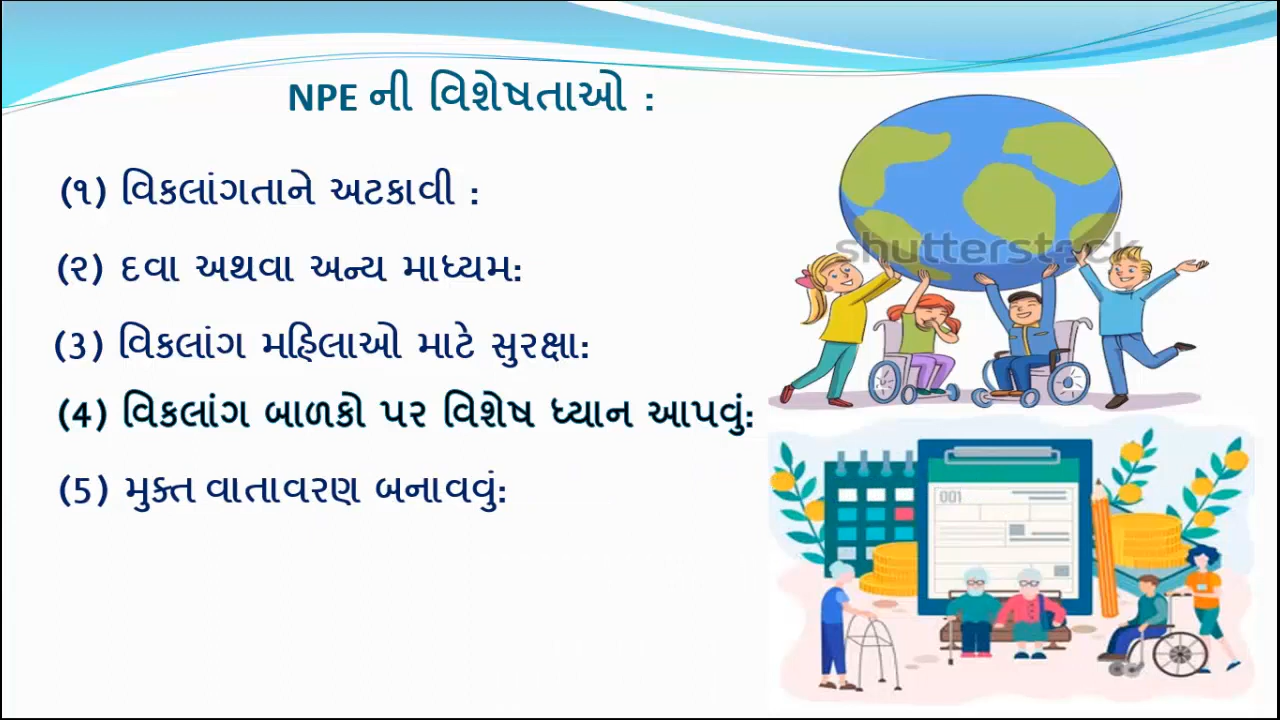 NPE ની વિશેષતાઓ :
(૧) વિકલાંગતાને અટકાવી :
(૨) દવા અથવા અન્ય માધ્યમ:
(3) વિકલાંગ મહિલાઓ માટે સુરક્ષા:
(4) વિકલાંગ બાળકો પર વિશેષ ધ્યાન આપવું:
(5) મુક્ત વાતાવરણ બનાવવું:
shutterstock
001